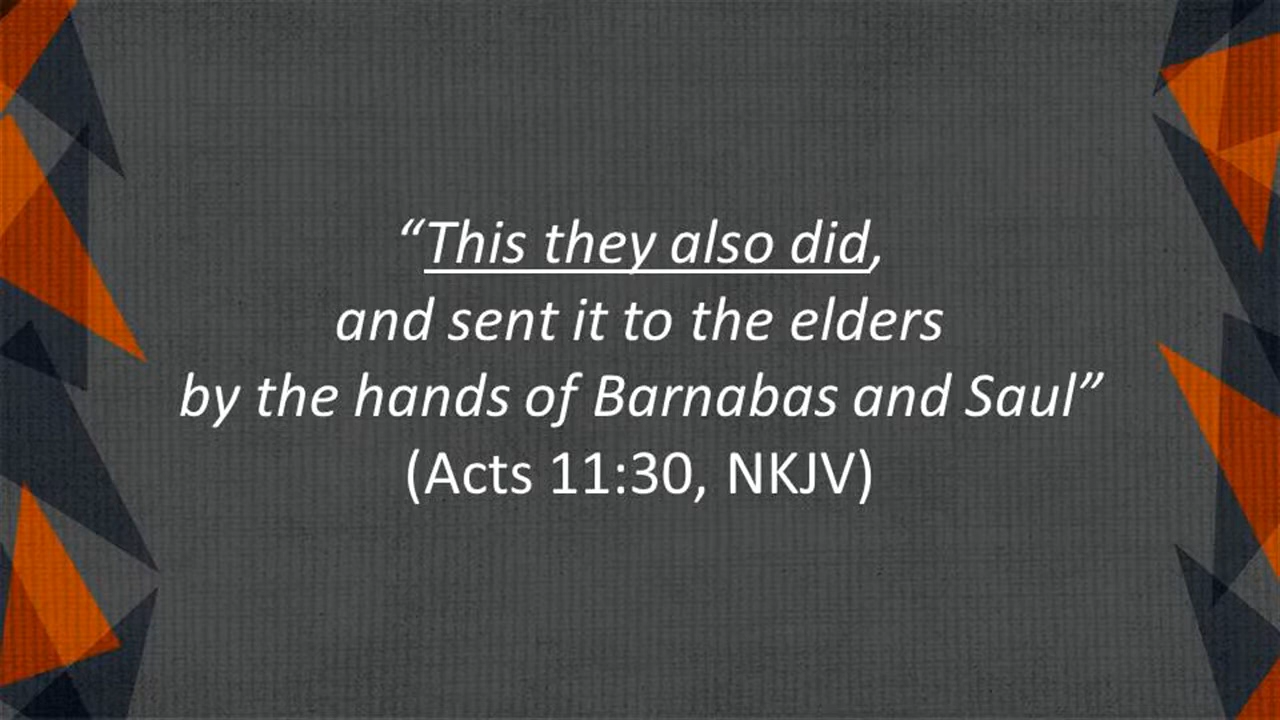 “This they also did,
and sent it to the elders
by the hands of Barnabas and Saul”
(Acts 11:30, NKJV)